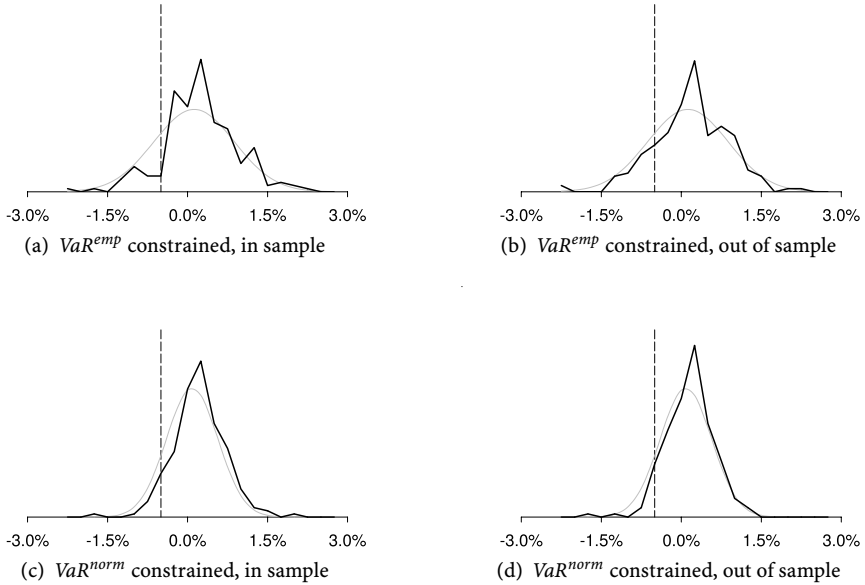 -3.0% -1.5% 0.0% 1.5% 3.0%
(a) VaR^emp constrained, in sample
-3.0% -1.5% 0.0% 1.5% 3.0%
(b) VaR^emp constrained, out of sample
-3.0% -1.5% 0.0% 1.5% 3.0%
(c) VaR^norm constrained, in sample
-3.0% -1.5% 0.0% 1.5% 3.0%
(d) VaR^norm constrained, out of sample